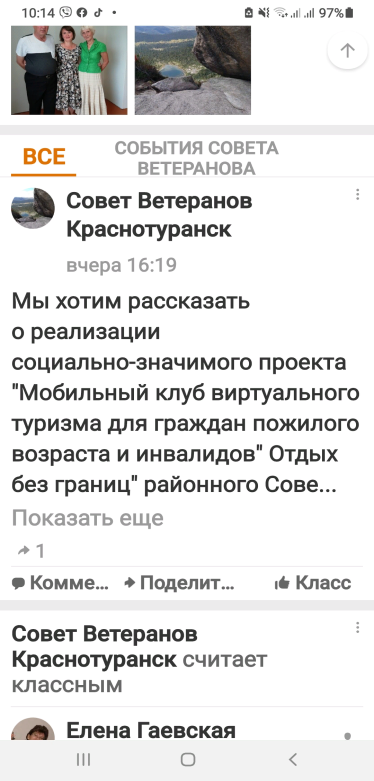 10:14 97%
ВСЕ
СОБЫТИЯ СОВЕТА
ВЕТЕРАНОВА
Совет Ветеранов
Краснотуранск
вчера 16:19
Мы хотим рассказать
о реализации
социально-значимого проекта
"Мобильный клуб виртуального
туризма для граждан пожилого
возраста и инвалидов" Отдых
без границ" районного Сове...
Показать еще
1
Комме... Поделит... Класс
Совет Ветеранов
Краснотуранск считает
классным
Елена Гаевская